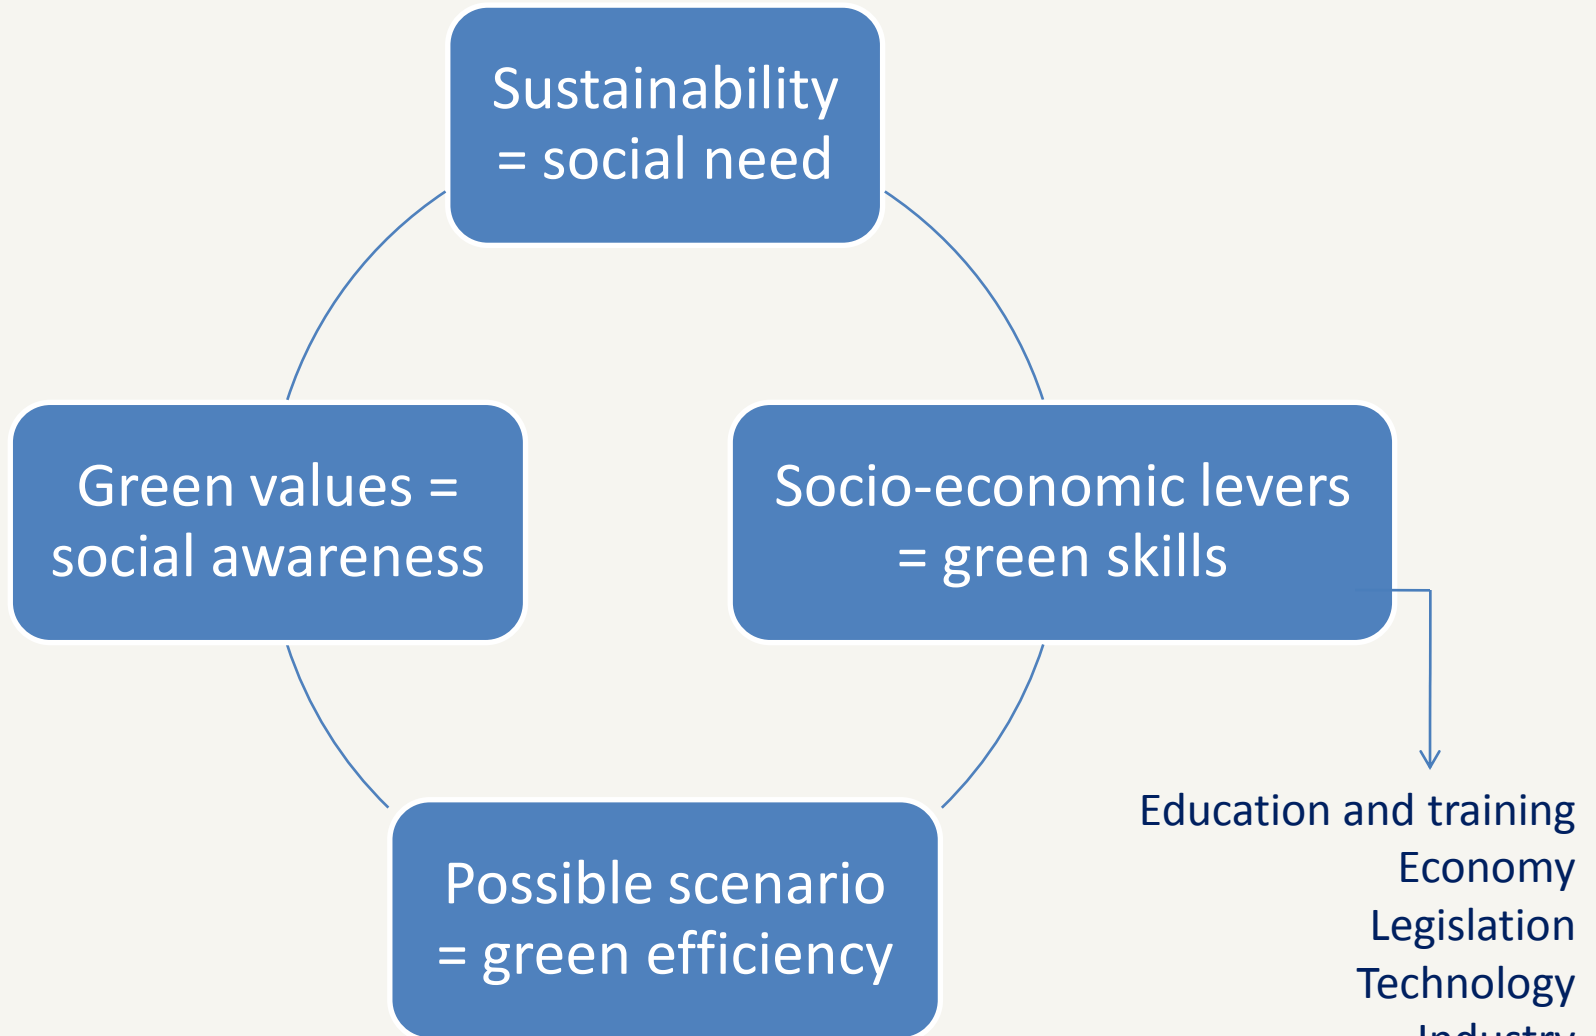 Sustainability
= social need
Green values =
social awareness
Socio-economic levers
= green skills
Possible scenario
= green efficiency
Education and training
Economy
Legislation
Technology
Industry